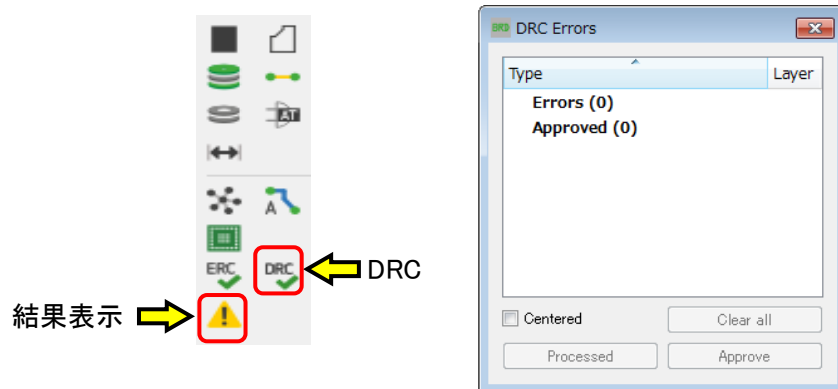 AT
A
ERC
DRC
DRC
結果表示
BRD DRC Errors
Type Layer
Errors (0)
Approved (0)
Centered Clear all
Processed Approve